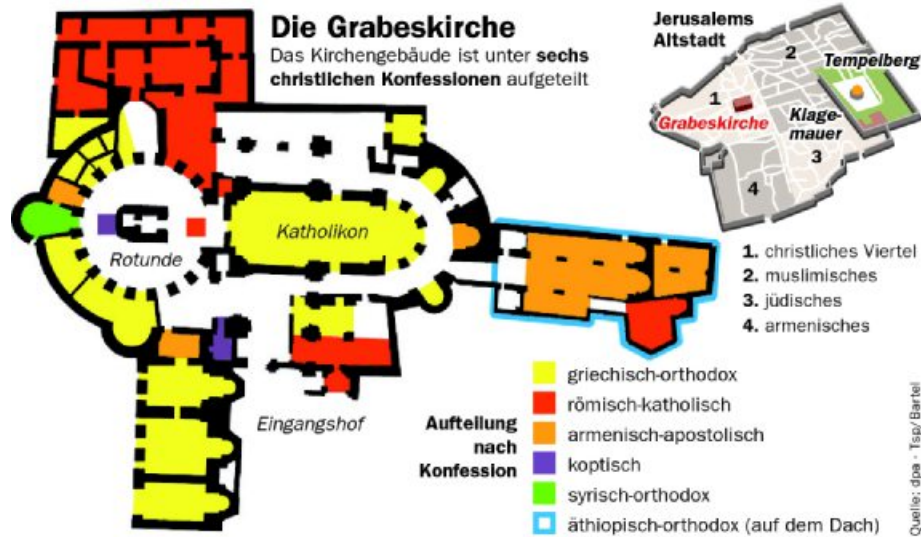 Die Grabeskirche
Das Kirchengebäude ist unter sechs
christlichen Konfessionen aufgeteilt
Jerusalems
Altstadt
2
Tempelberg
1
Grabeskirche
Klage-
mauer
3
4
Katholikon
Rotunde
1. christliches Viertel
2. muslimisches
3. jüdisches
4. armenisches
Eingangshof
Aufteilung
nach
Konfession
griechisch-orthodox
römisch-katholisch
armenisch-apostolisch
koptisch
syrisch-orthodox
äthiopisch-orthodox (auf dem Dach)
Quelle: dpa · Tsp/Bartel